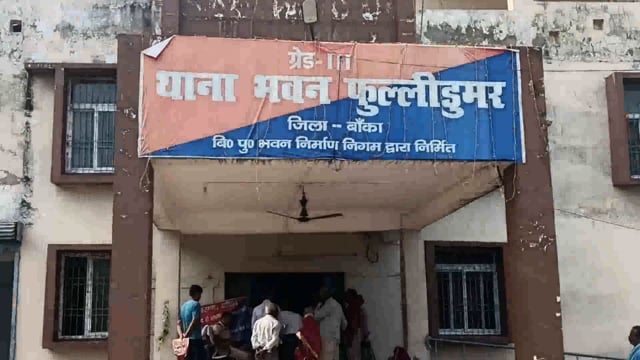 ग्रेड-III
थाना भवन फुल्लीडुमर
जिला - बाँका
बि० पु० भवन निर्माण निगम द्वारा निर्मित